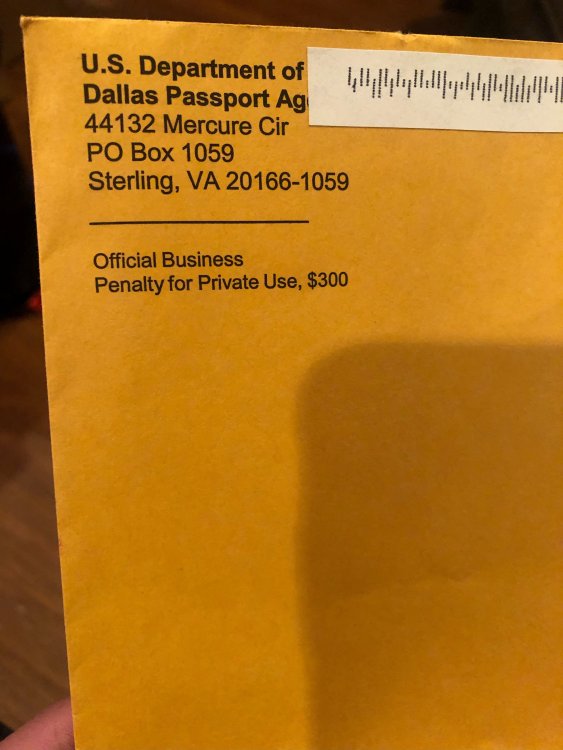 U.S. Department of
Dallas Passport
44132 Mercure Cir
PO Box 1059
Sterling, VA 20166-1059
Official Business
Penalty for Private Use, $300